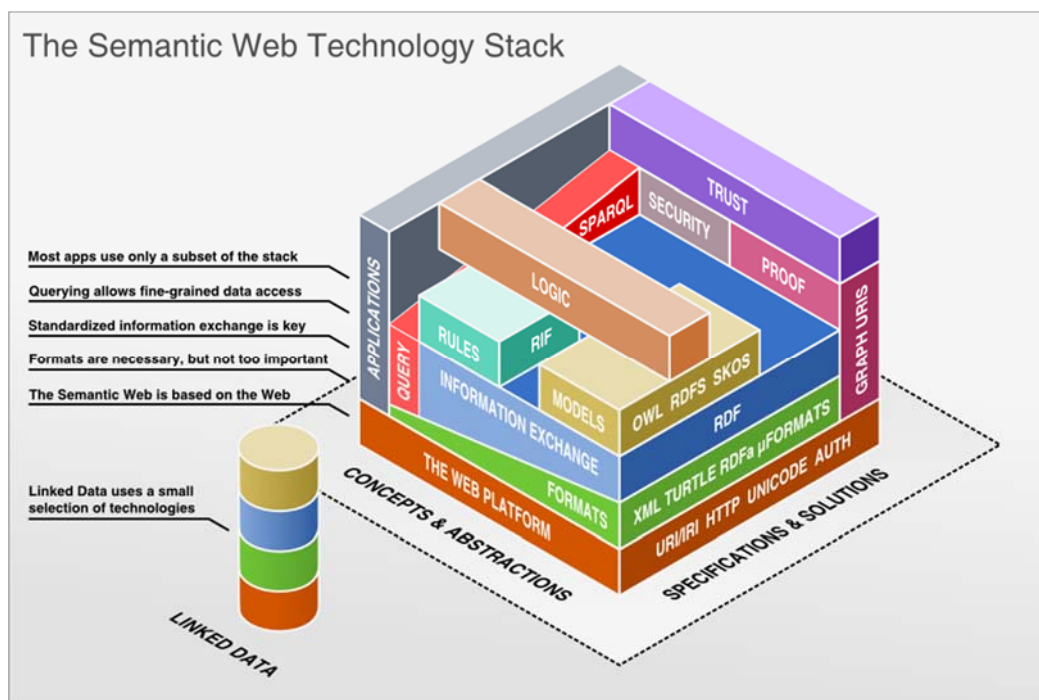 The Semantic Web Technology Stack
Most apps use only a subset of the stack
Querying allows fine-grained data access
Standardized information exchange is key
Formats are necessary, but not too important
The Semantic Web is based on the Web
Linked Data uses a small
selection of technologies
LINKED DATA
APPLICATIONS
QUERY
RULES
RIF
LOGIC
SPARQL
SECURITY
TRUST
PROOF
GRAPH URIS
MODELS
OWL RDFS SKOS
INFORMATION EXCHANGE
RDF
FORMATS
XML TURTLE RDFa µFORMATS
THE WEB PLATFORM
URI/IRI HTTP UNICODE AUTH
CONCEPTS & ABSTRACTIONS
SPECIFICATIONS & SOLUTIONS